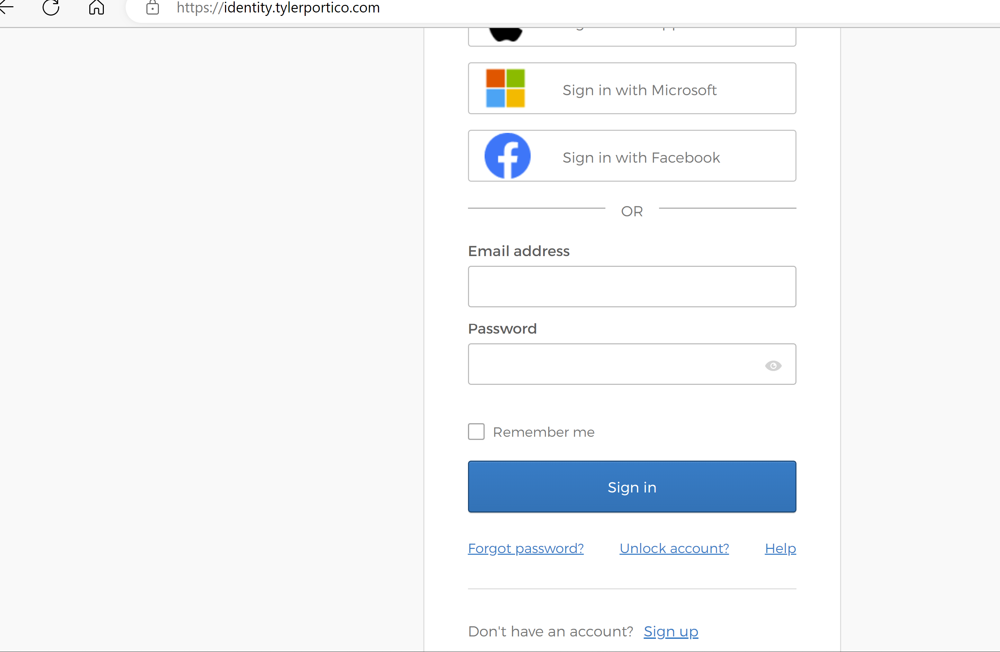 https://identity.tylerportico.com
Sign in with Microsoft
Sign in with Facebook
OR
Email address
Password
Remember me
Sign in
Forgot password? Unlock account? Help
Don't have an account? Sign up